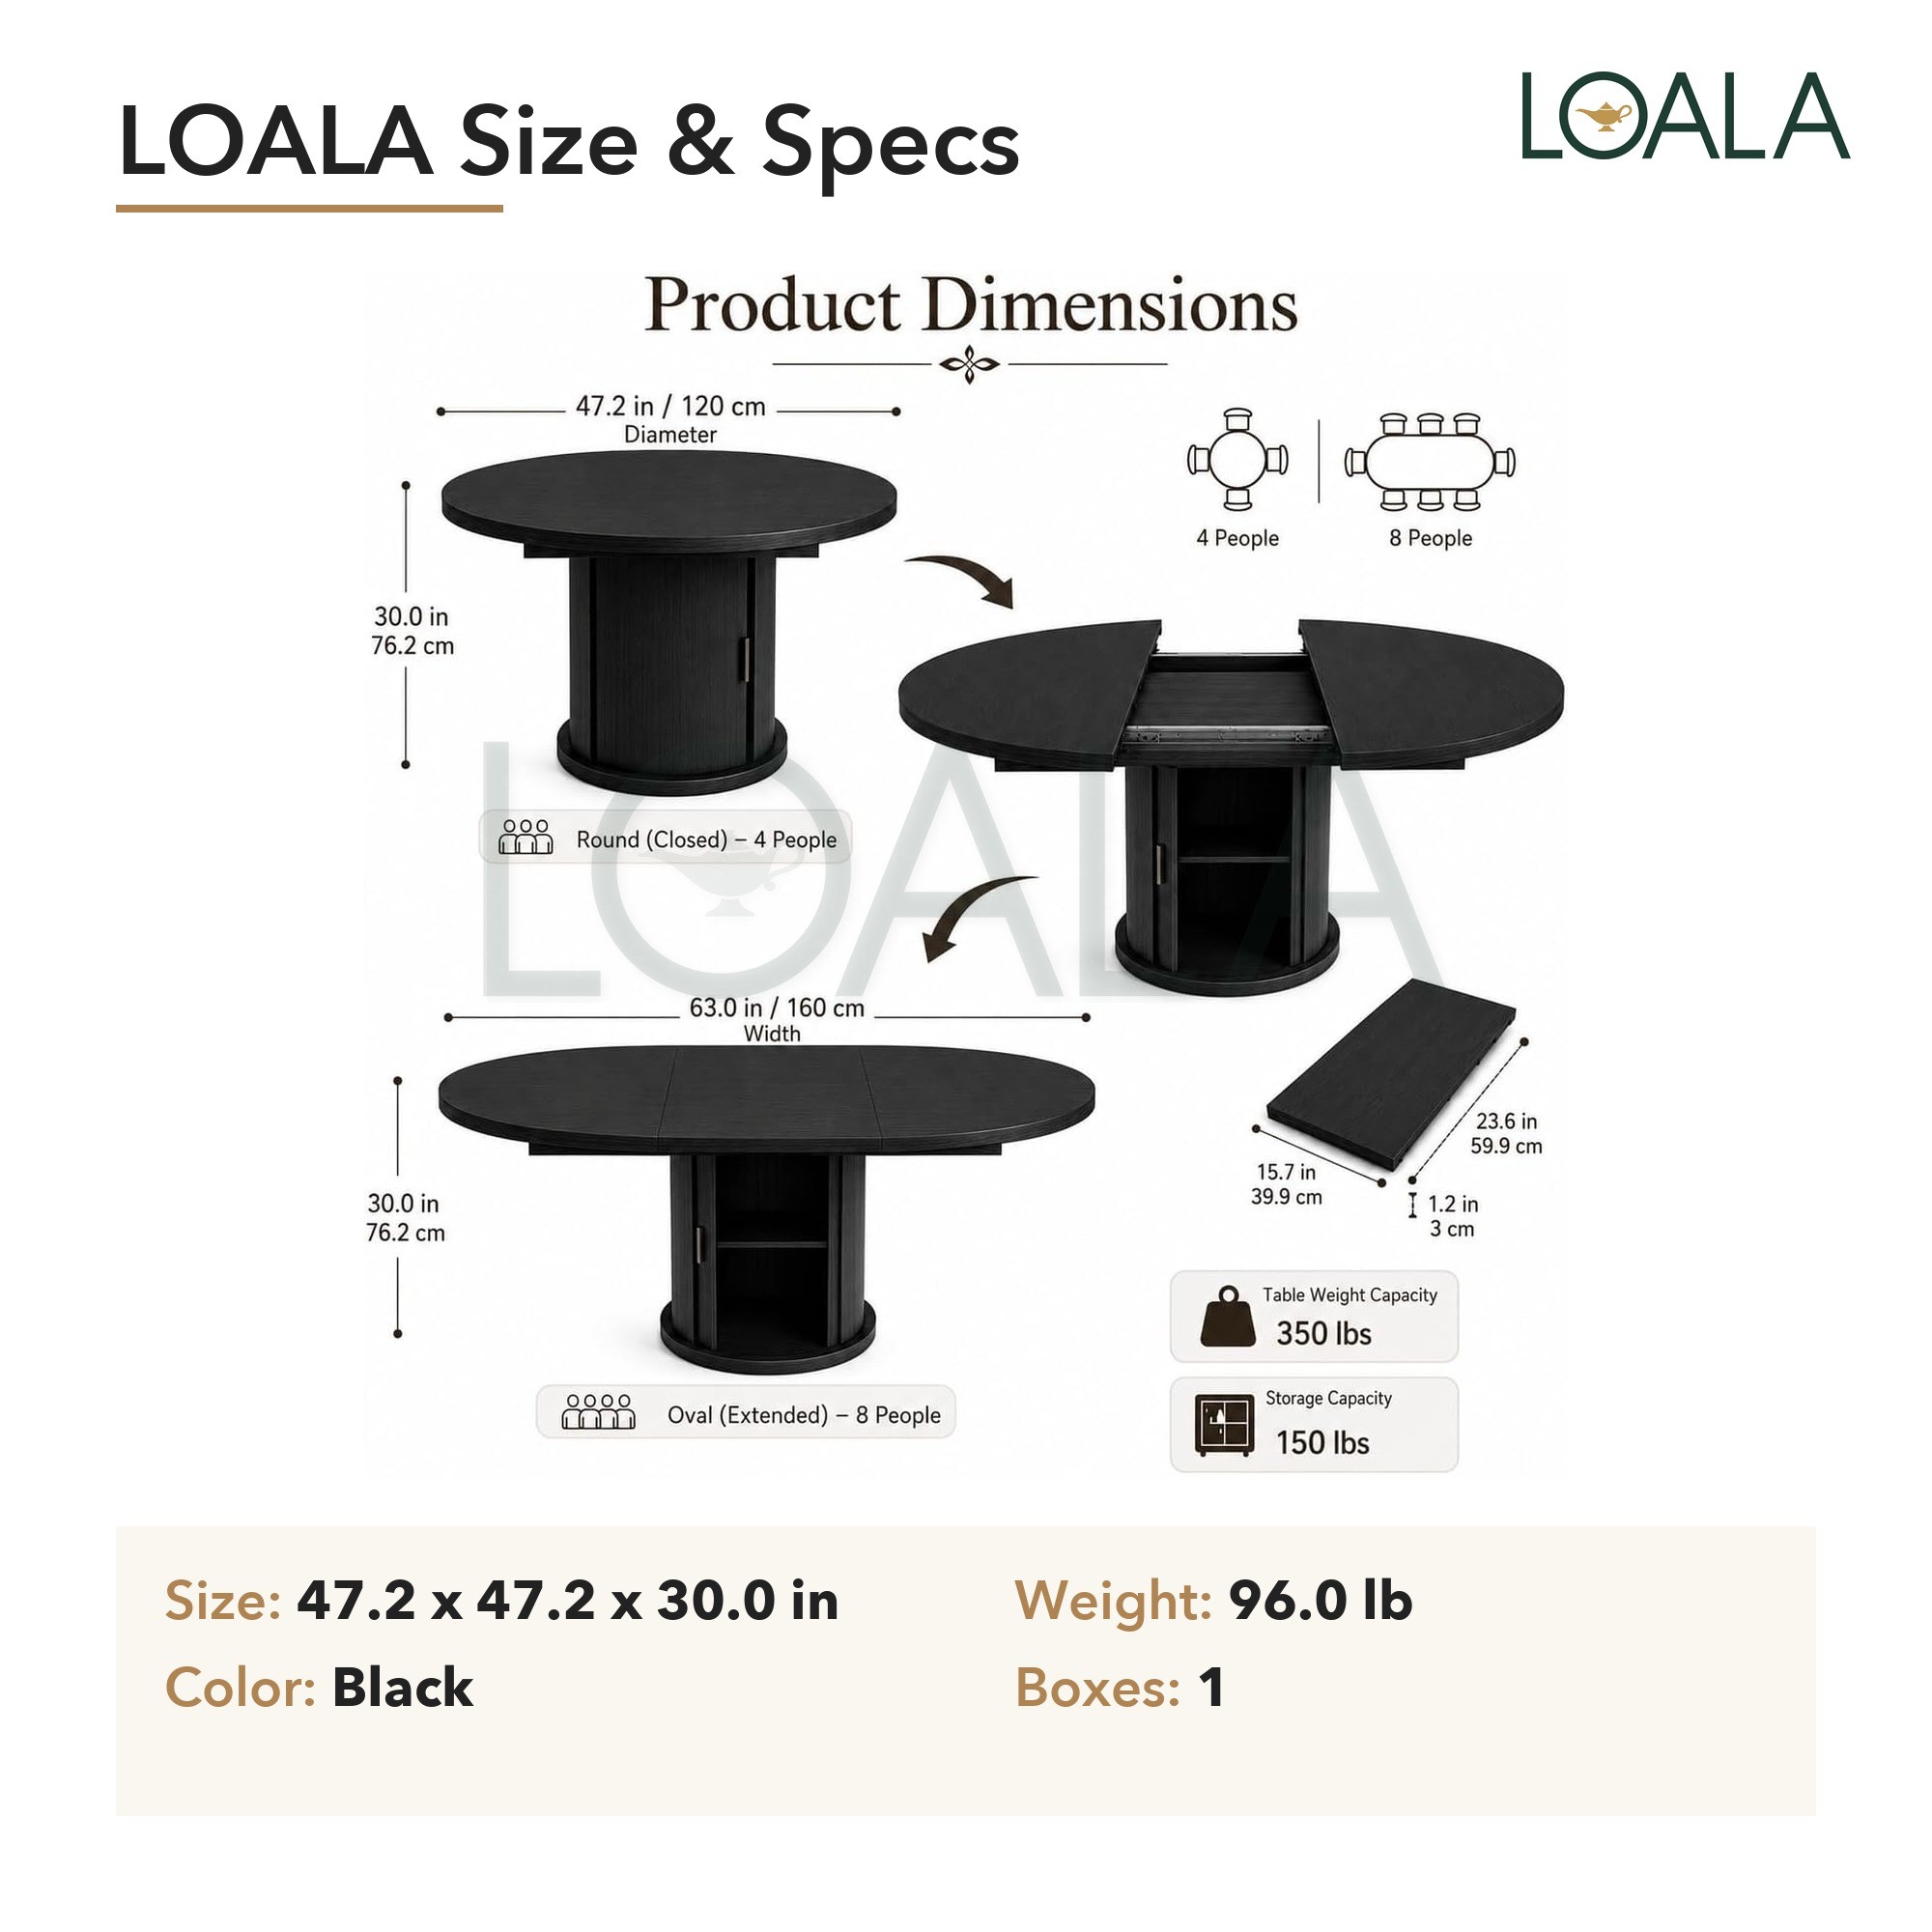 LOALA Size & Specs
LOALA
Product Dimensions
47.2 in / 120 cm
Diameter
4 People
8 People
30.0 in
76.2 cm
Round (Closed) – 4 People
LOALA
63.0 in / 160 cm
Width
23.6 in
59.9 cm
15.7 in
39.9 cm
1.2 in
3 cm
30.0 in
76.2 cm
Table Weight Capacity
350 lbs
Storage Capacity
150 lbs
Oval (Extended) – 8 People
Size: 47.2 x 47.2 x 30.0 in
Weight: 96.0 lb
Color: Black
Boxes: 1